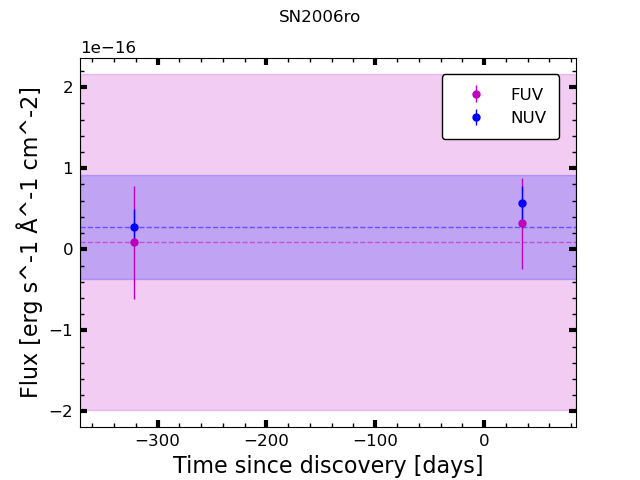 SN2006ro
1e−16
FUV
NUV
2
1
0
−1
−2
Flux [erg s^-1 Å^-1 cm^-2]
−300
−200
−100
0
Time since discovery [days]